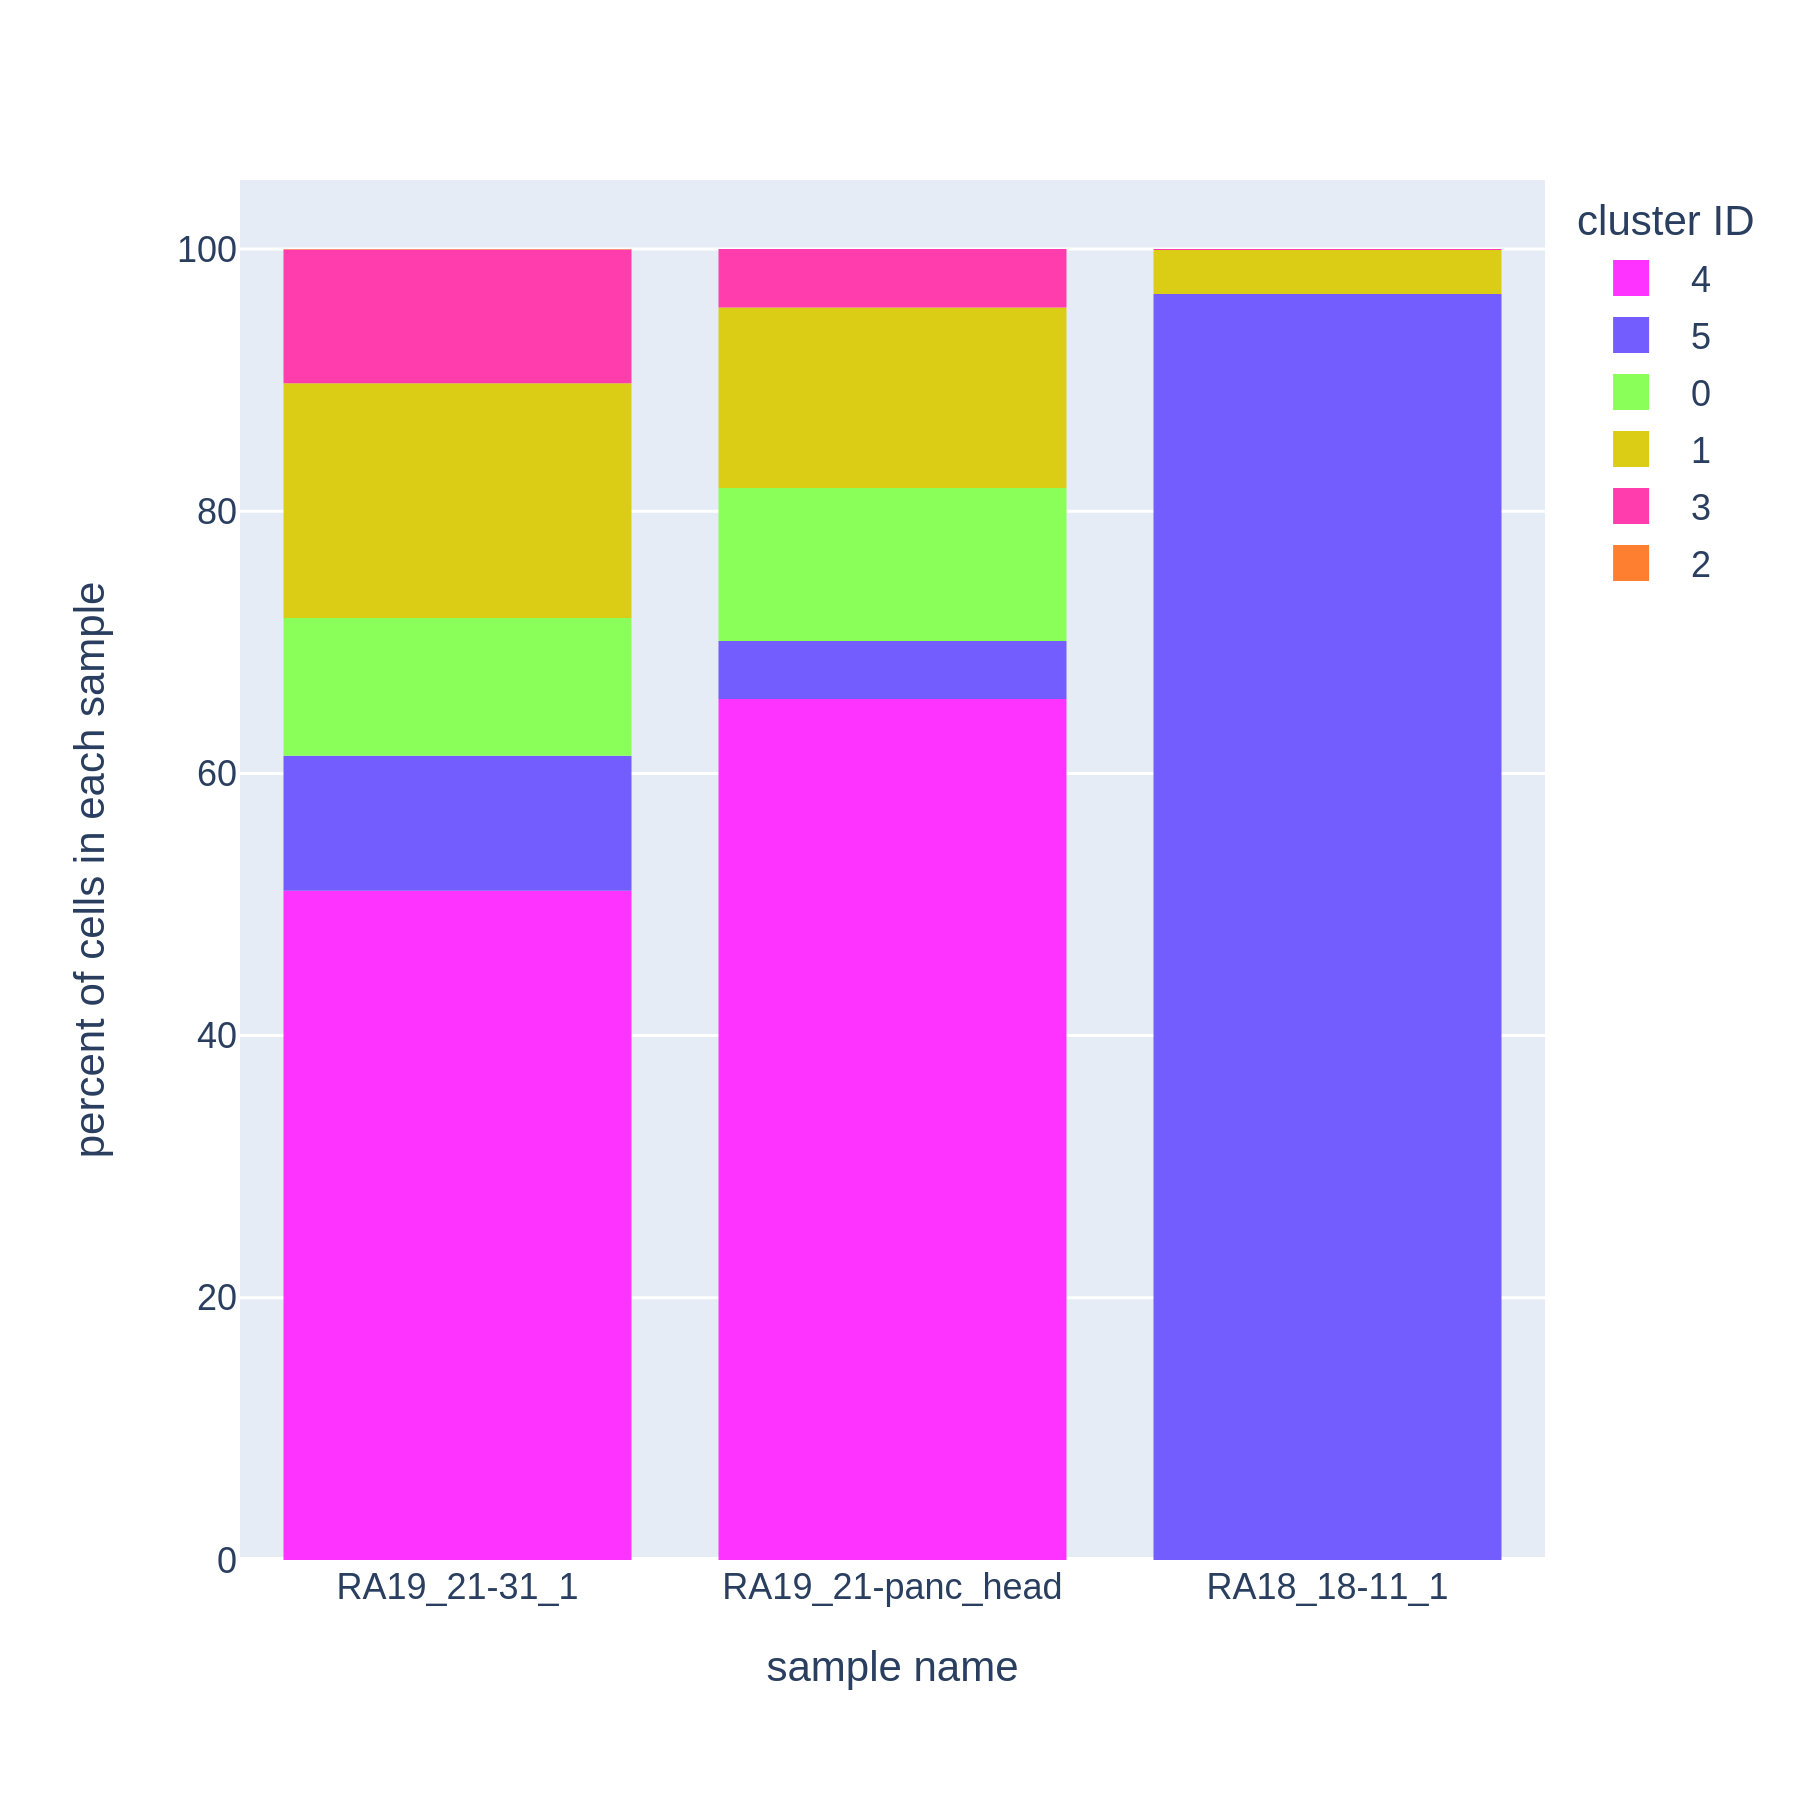 cluster ID
4
5
0
1
3
2
100
80
60
40
20
0
percent of cells in each sample
RA19_21-31_1
RA19_21-panc_head
RA18_18-11_1
sample name